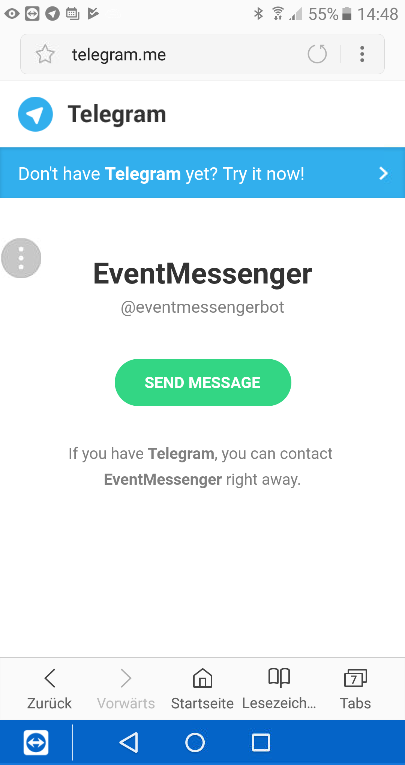 55% 14:48
telegram.me
Telegram
Don't have Telegram yet? Try it now!
EventMessenger
@eventmessengerbot
SEND MESSAGE
If you have Telegram, you can contact
EventMessenger right away.
7
Zurück Vorwärts Startseite Lesezeich... Tabs